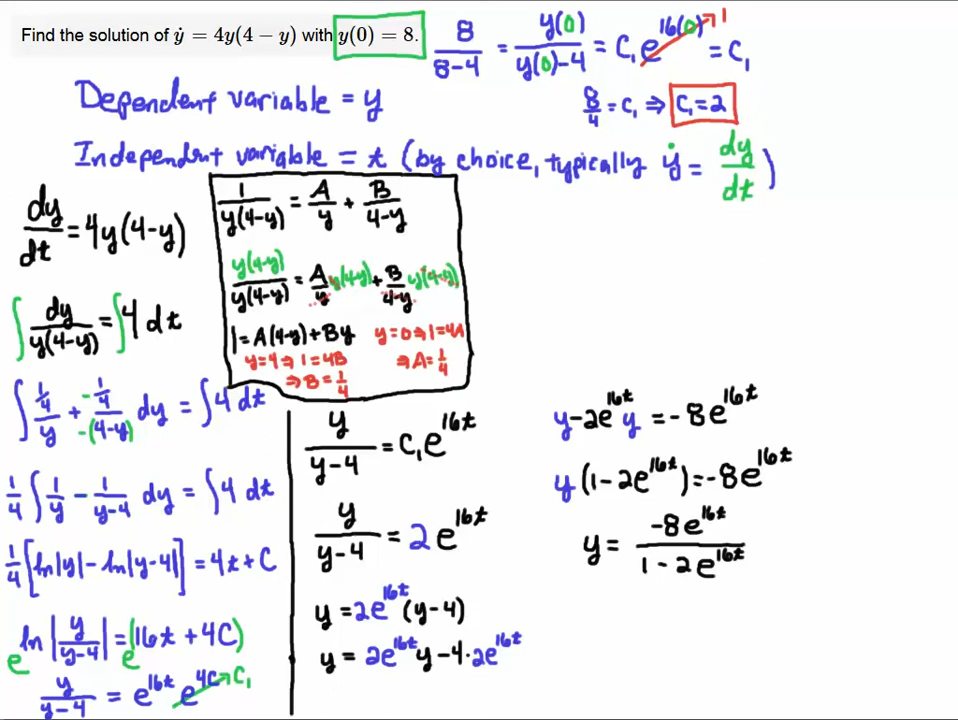 Find the solution of ẏ = 4y(4 − y) with y(0) = 8.
8/(8-4) = y(0)/(y(0)-4) = C₁e^(16(0)) → 1 = C₁
8/4 = C₁ ⇒ C₁ = 2
Dependent variable = y
Independent variable = t (by choice, typically ẏ = dy/dt)
dy/dt = 4y(4-y)
∫ dy/(y(4-y)) = ∫ 4 dt
∫ (1/4)/y + -(1/4)/(-(4-y)) dy = ∫ 4 dt
1/4 ∫ 1/y - 1/(y-4) dy = ∫ 4 dt
1/4 [ln|y| - ln|y-4|] = 4t + C
e^ ln|y/(y-4)| = e^ (16t + 4C)
y/(y-4) = e^(16t) e^(4C) → C₁
1/(y(4-y)) = A/y + B/(4-y)
y(4-y)/(y(4-y)) = A/y y(4-y) + B/(4-y) y(4-y)
1 = A(4-y) + By
y=4 ⇒ 1=4B
⇒ B = 1/4
y=0 ⇒ 1=4A
⇒ A = 1/4
y/(y-4) = C₁e^(16t)
y/(y-4) = 2e^(16t)
y = 2e^(16t) (y-4)
y = 2e^(16t) y - 4·2e^(16t)
y - 2e^(16t) y = -8e^(16t)
y(1 - 2e^(16t)) = -8e^(16t)
y = -8e^(16t)/(1 - 2e^(16t))